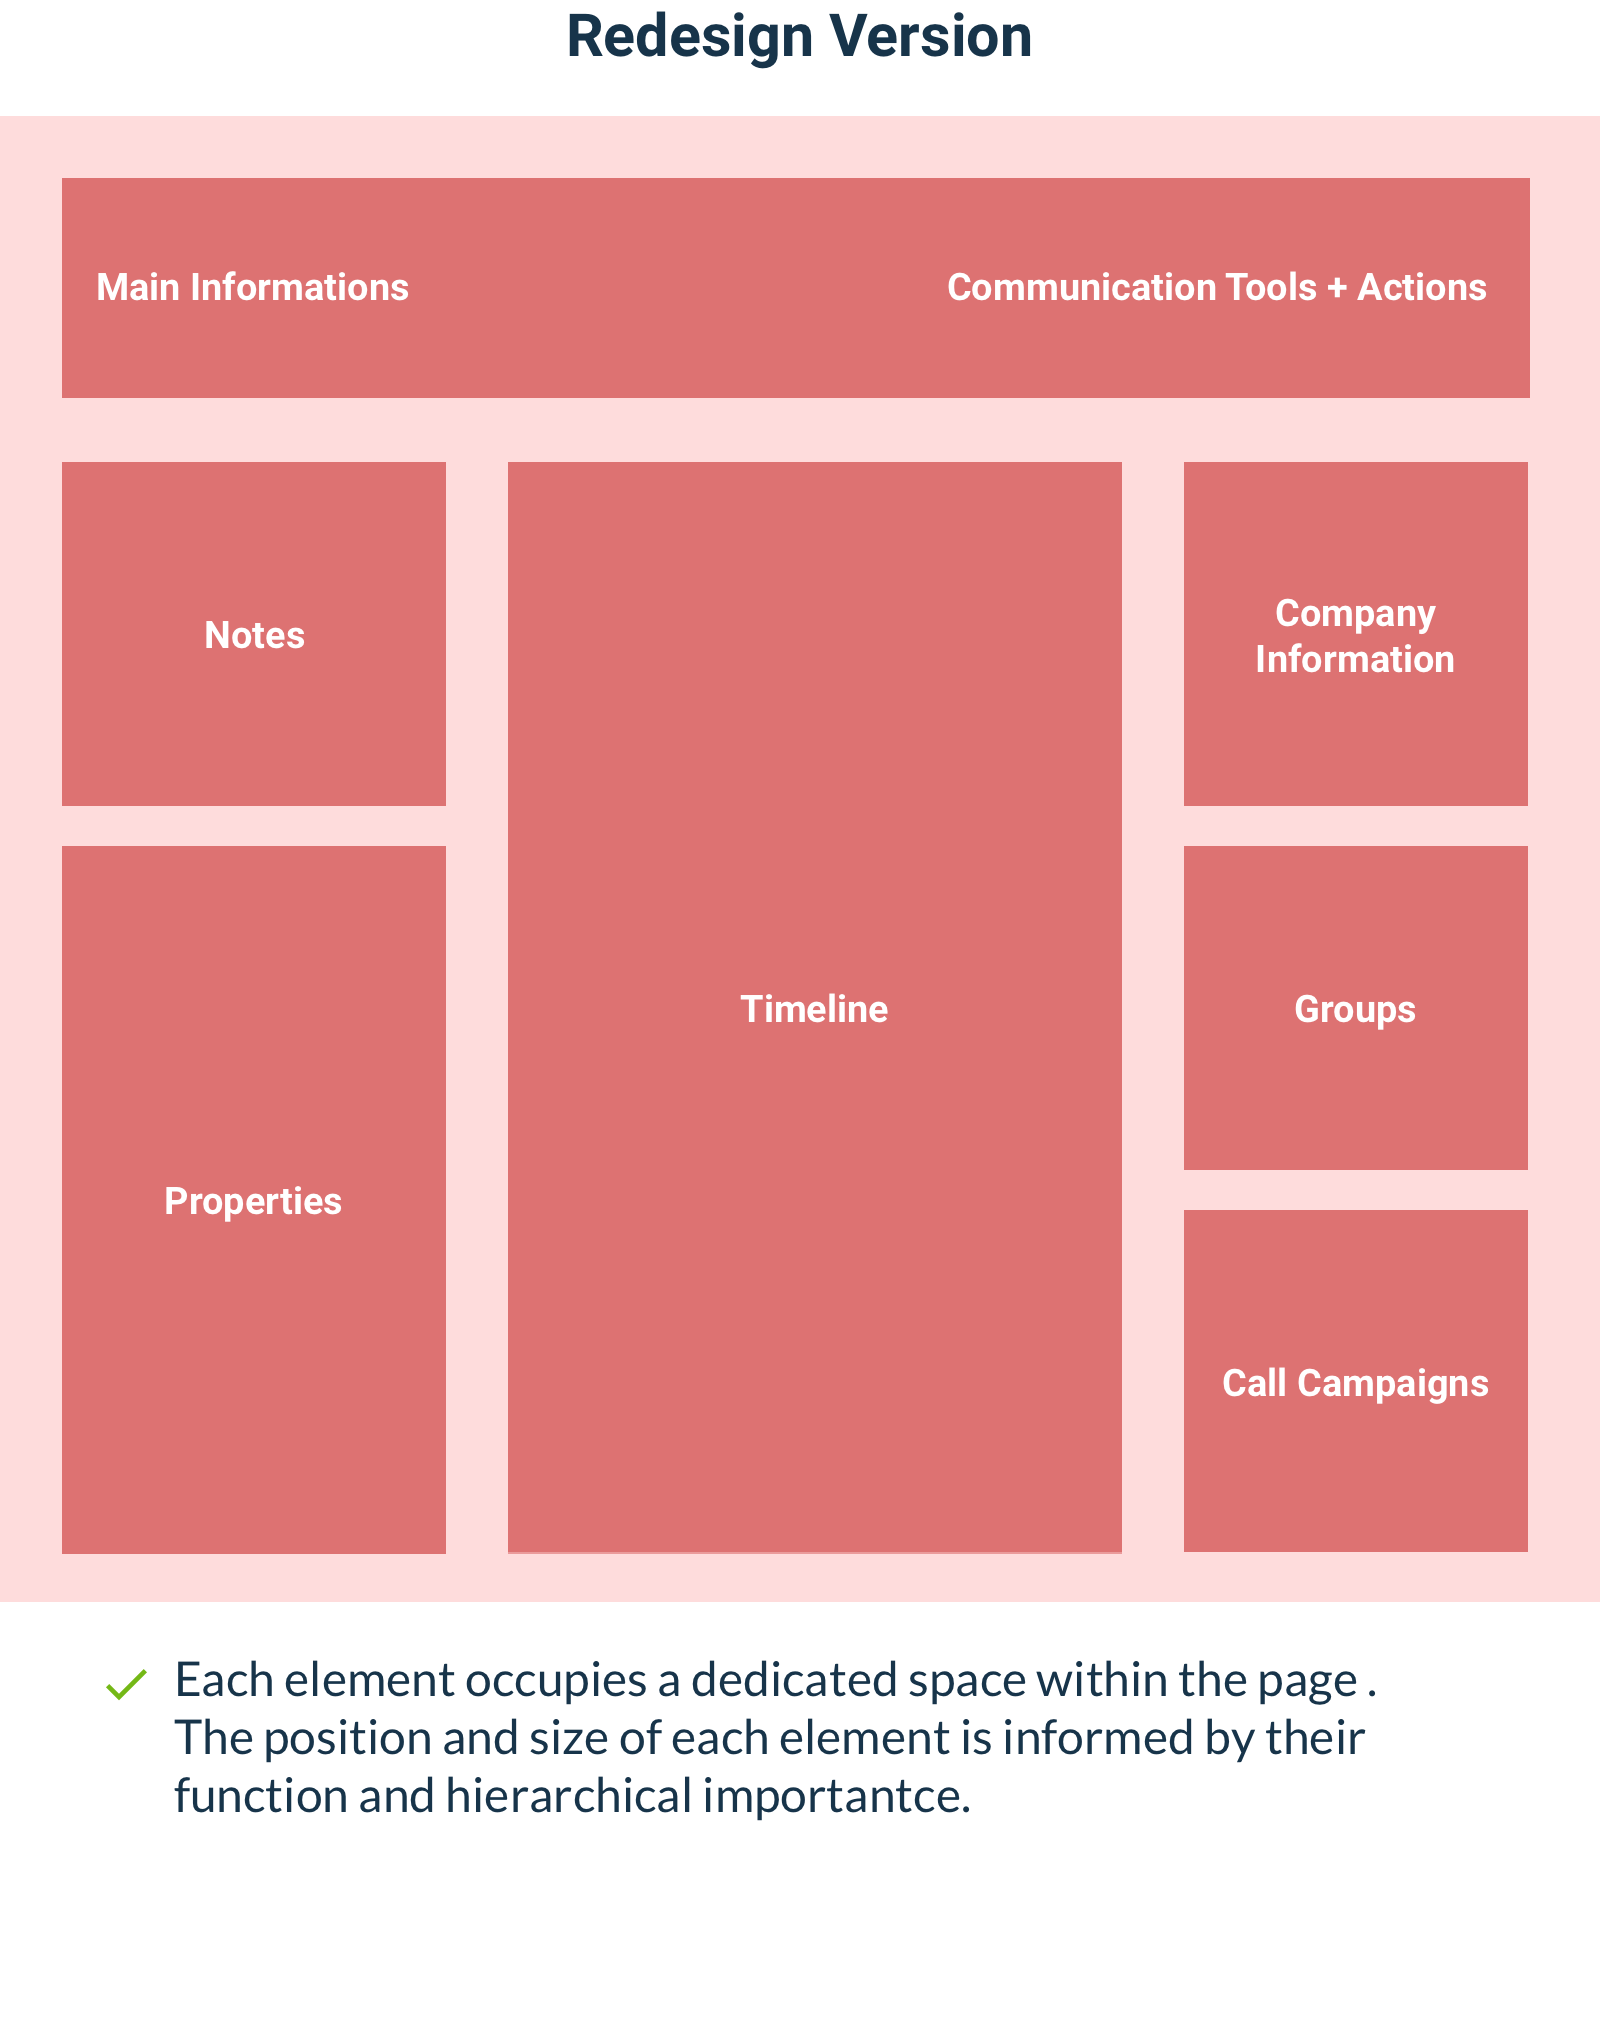 Redesign Version
Main Informations
Communication Tools + Actions
Notes
Company
Information
Timeline
Groups
Properties
Call Campaigns
Each element occupies a dedicated space within the page .
The position and size of each element is informed by their
function and hierarchical importantce.